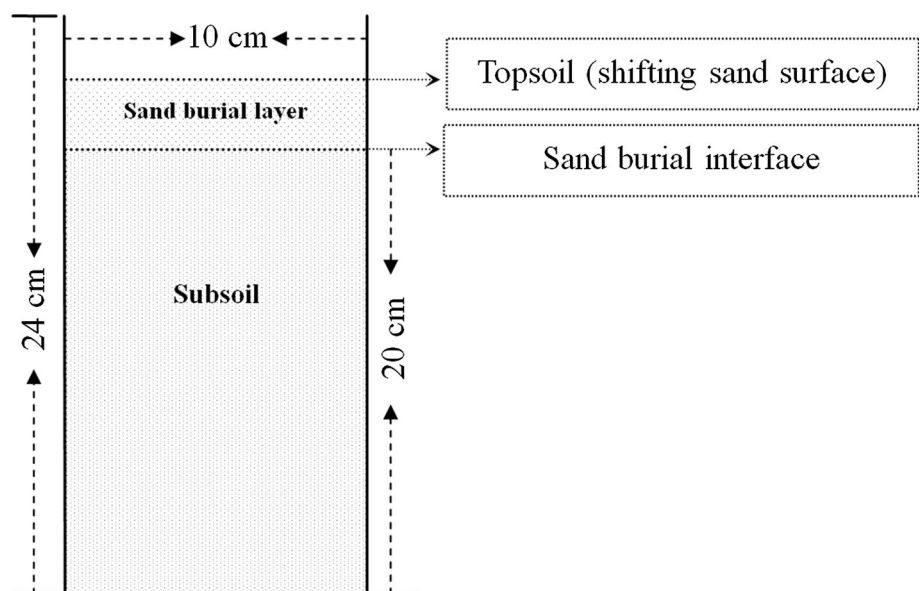 10 cm
Topsoil (shifting sand surface)
Sand burial layer
Sand burial interface
Subsoil
24 cm
20 cm